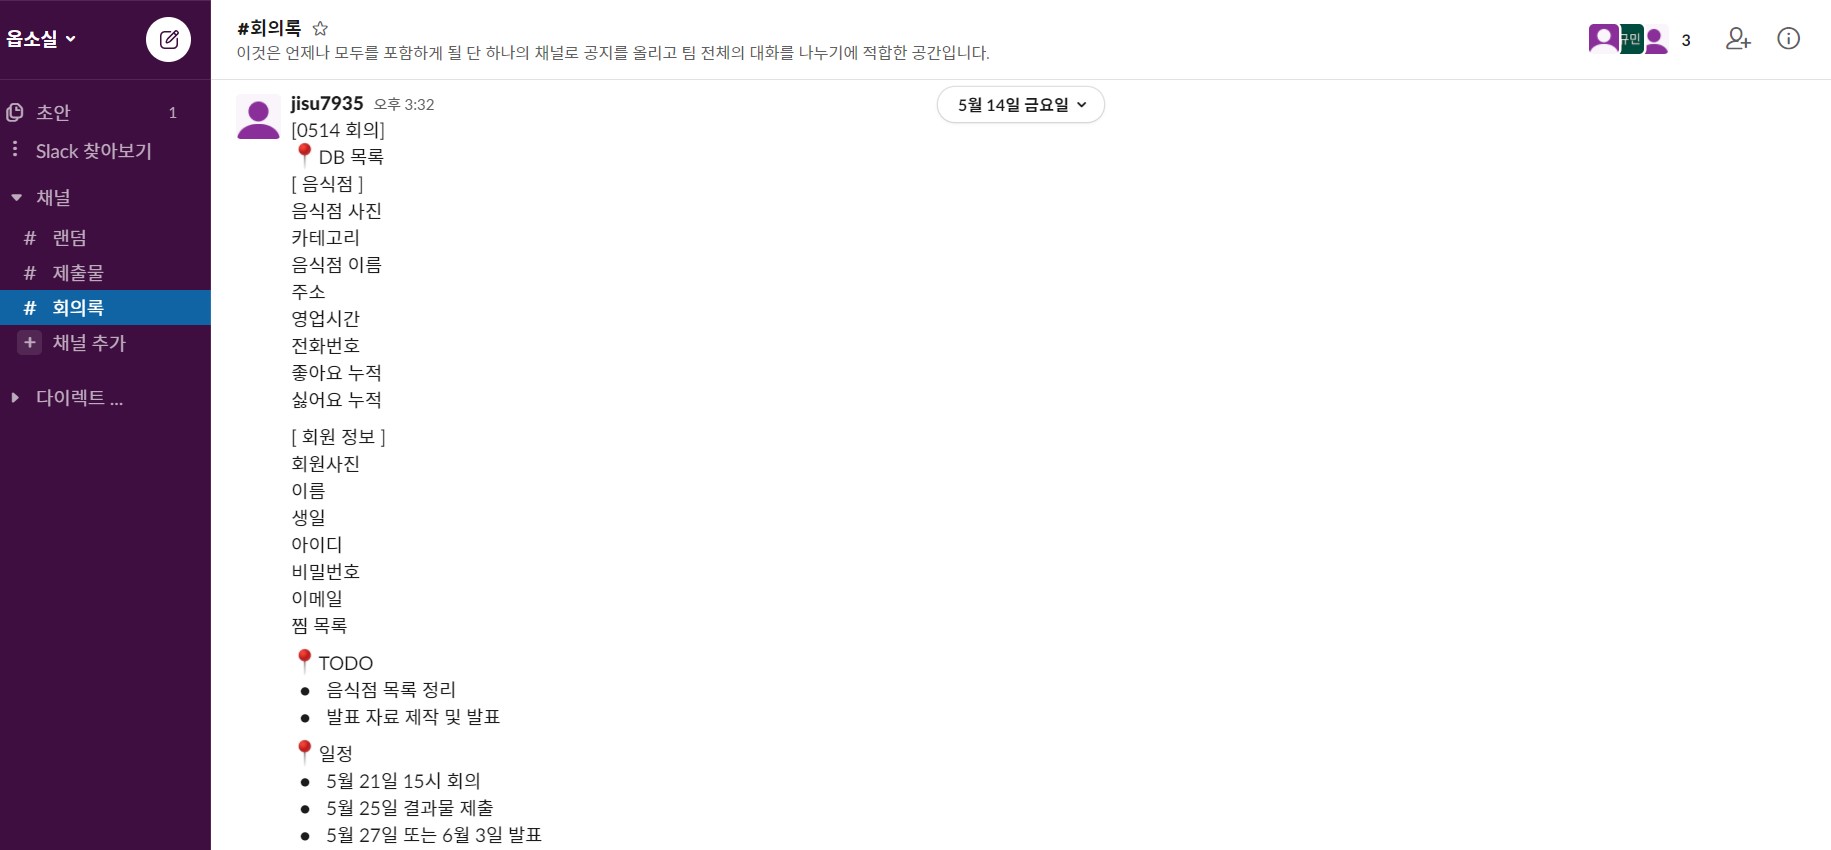 옵소실
초안 1
Slack 찾아보기
채널
# 랜덤
# 제출물
# 회의록
+ 채널 추가
다이렉트 ...
#회의록
이것은 언제나 모두를 포함하게 될 단 하나의 채널로 공지를 올리고 팀 전체의 대화를 나누기에 적합한 공간입니다.
규민
3
5월 14일 금요일
jisu7935 오후 3:32
[0514 회의]
📍 DB 목록
[ 음식점 ]
음식점 사진
카테고리
음식점 이름
주소
영업시간
전화번호
좋아요 누적
싫어요 누적
[ 회원 정보 ]
회원사진
이름
생일
아이디
비밀번호
이메일
찜 목록
📍 TODO
• 음식점 목록 정리
• 발표 자료 제작 및 발표
📍 일정
• 5월 21일 15시 회의
• 5월 25일 결과물 제출
• 5월 27일 또는 6월 3일 발표